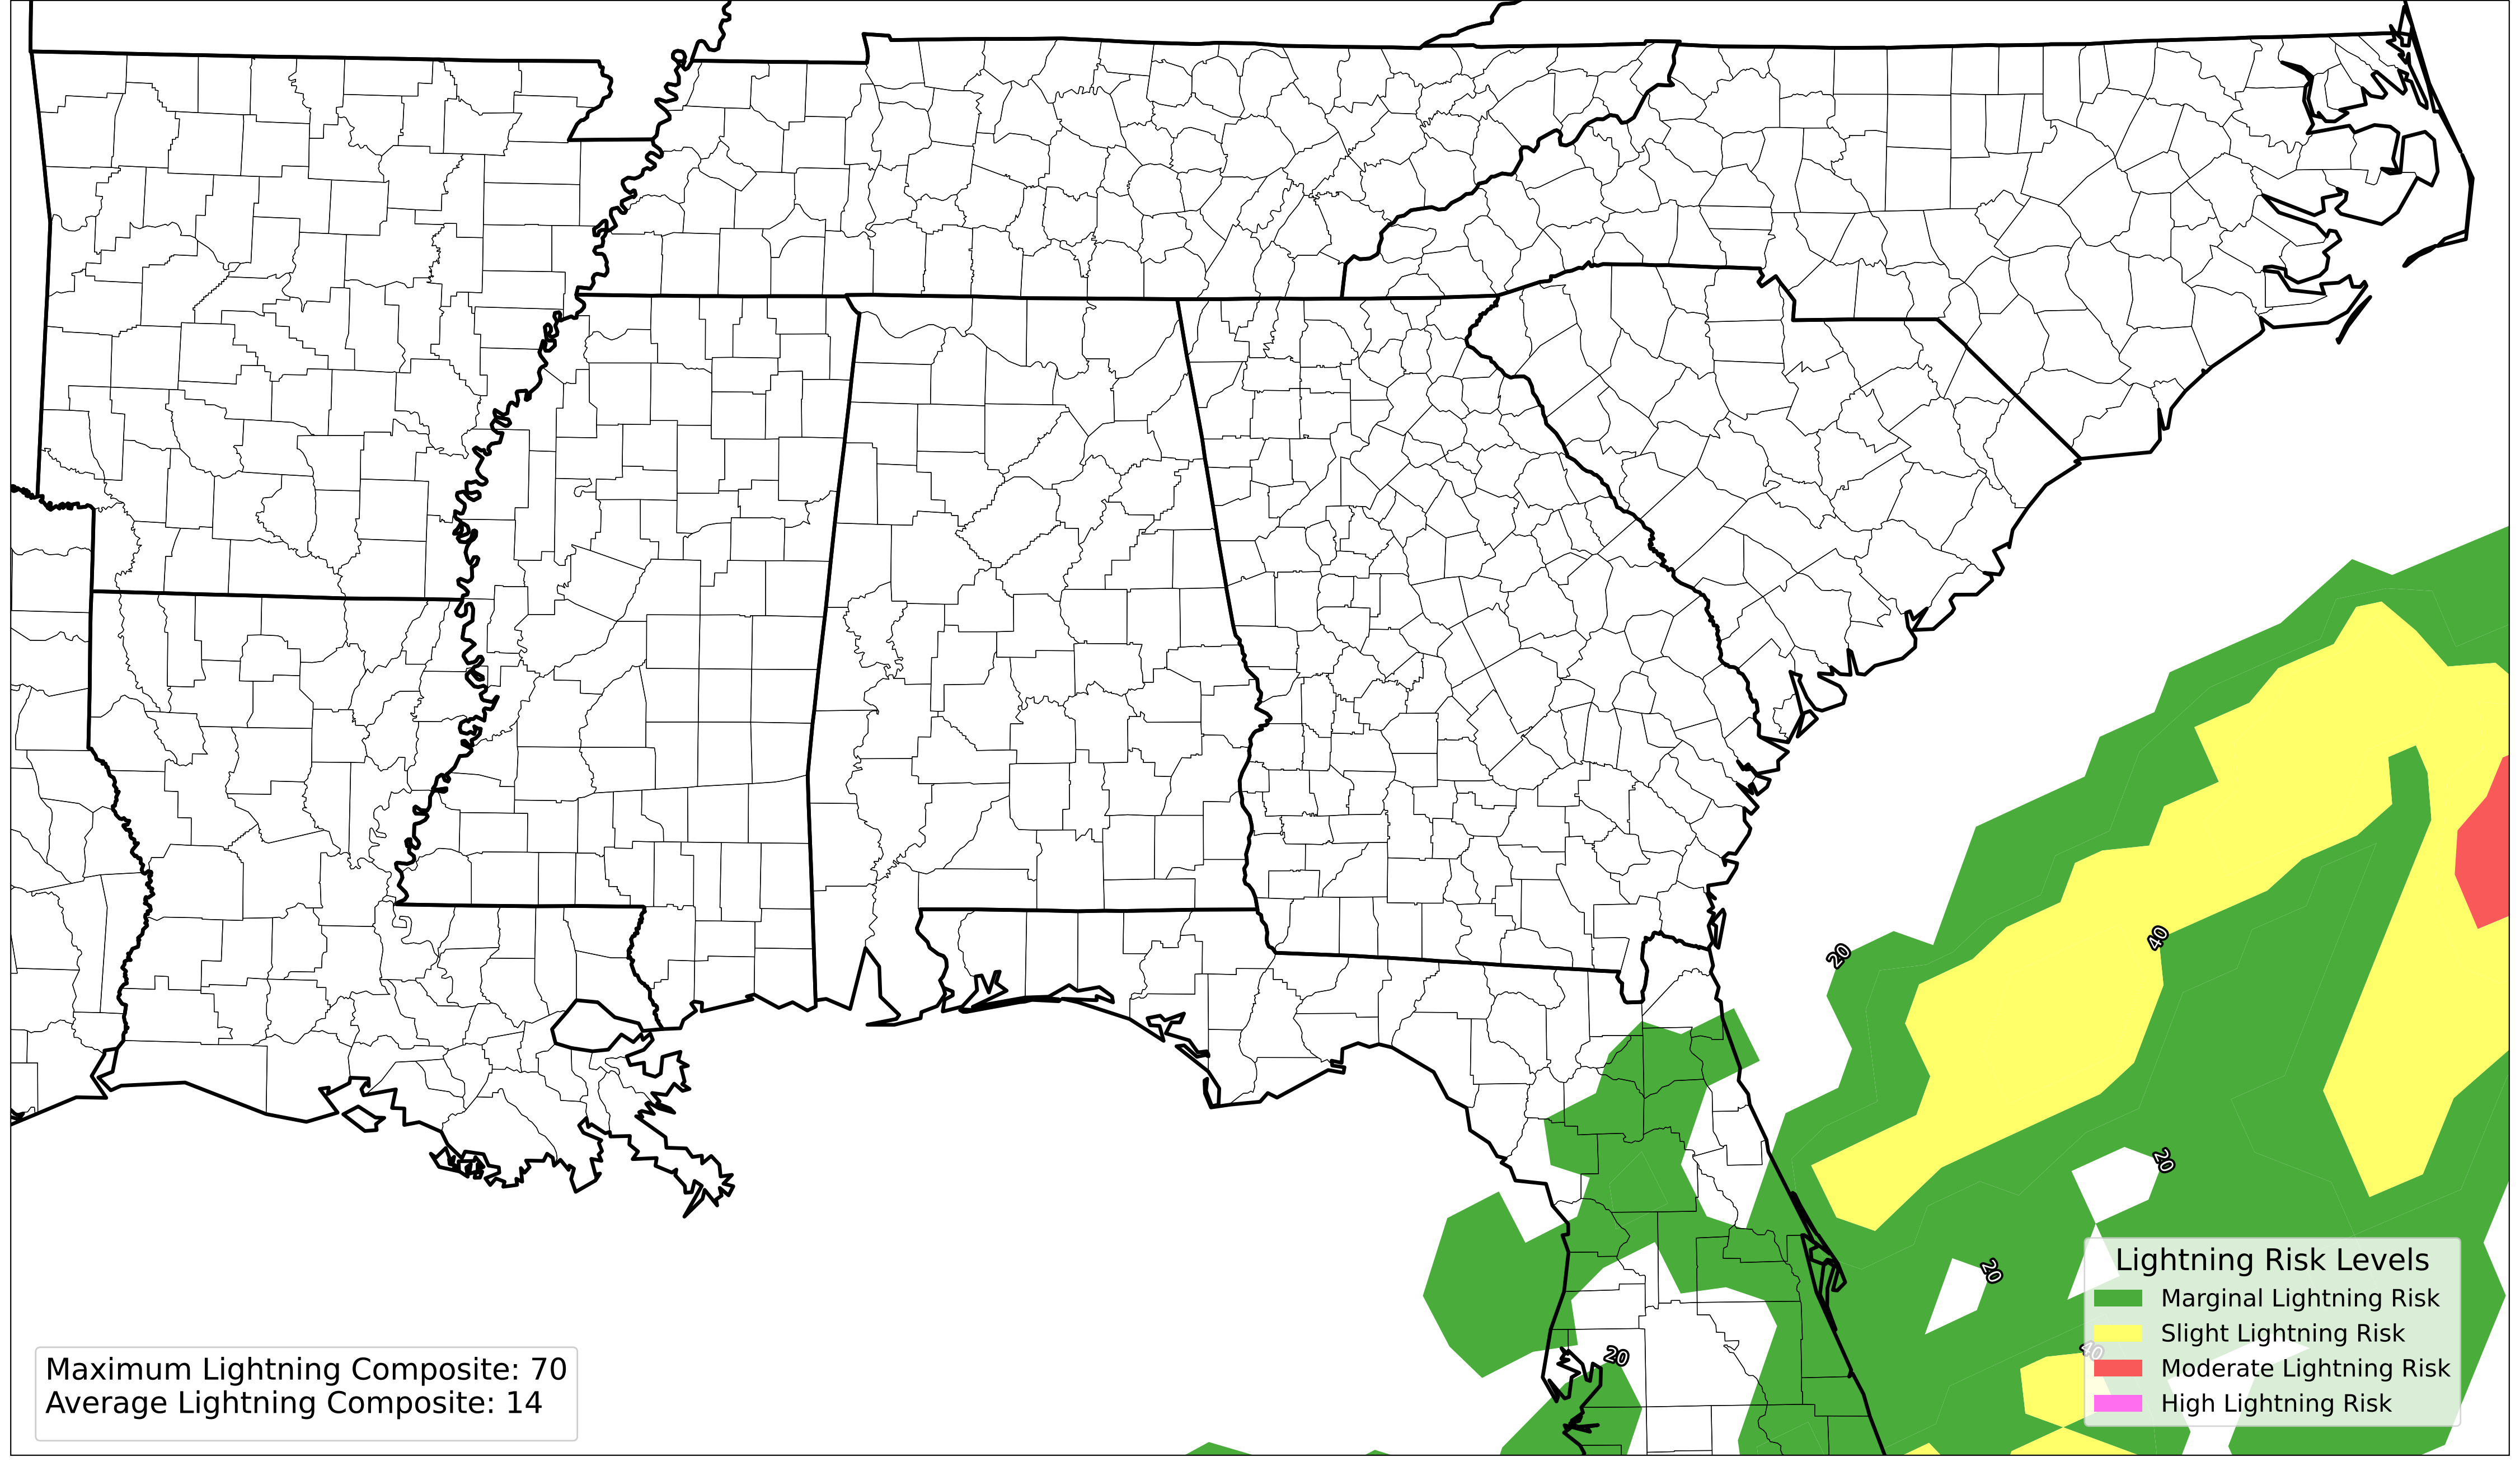 20
40
20
20
40
20
Lightning Risk Levels
Marginal Lightning Risk
Slight Lightning Risk
Moderate Lightning Risk
High Lightning Risk
Maximum Lightning Composite: 70
Average Lightning Composite: 14